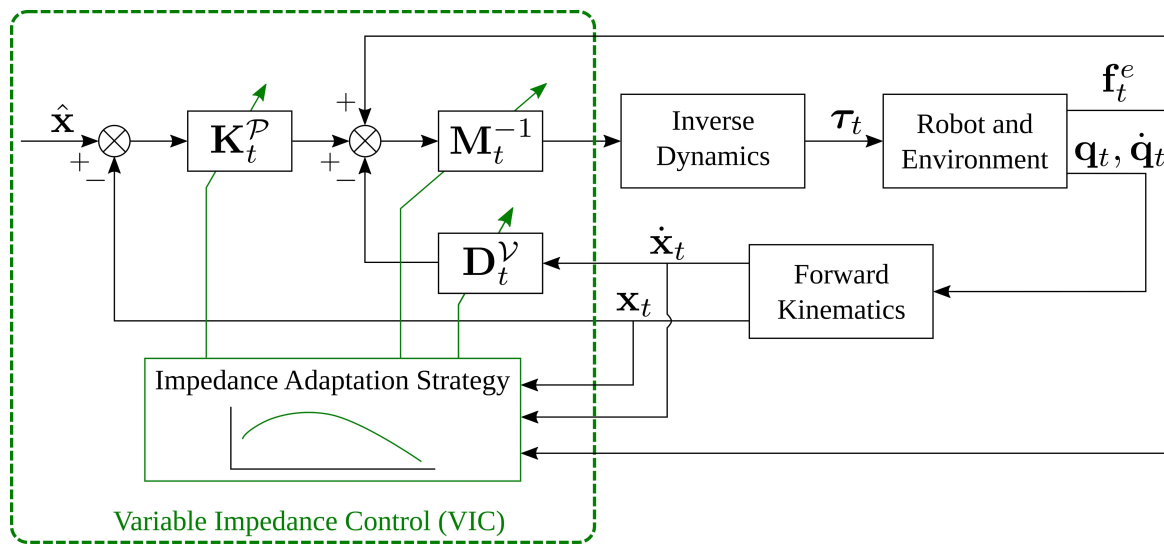 x̂
+
−
K_t^𝒫
+
+
−
M_t^{−1}
Inverse
Dynamics
τ_t
Robot and
Environment
f_t^e
q_t, q̇_t
D_t^𝒱
ẋ_t
x_t
Forward
Kinematics
Impedance Adaptation Strategy
Variable Impedance Control (VIC)